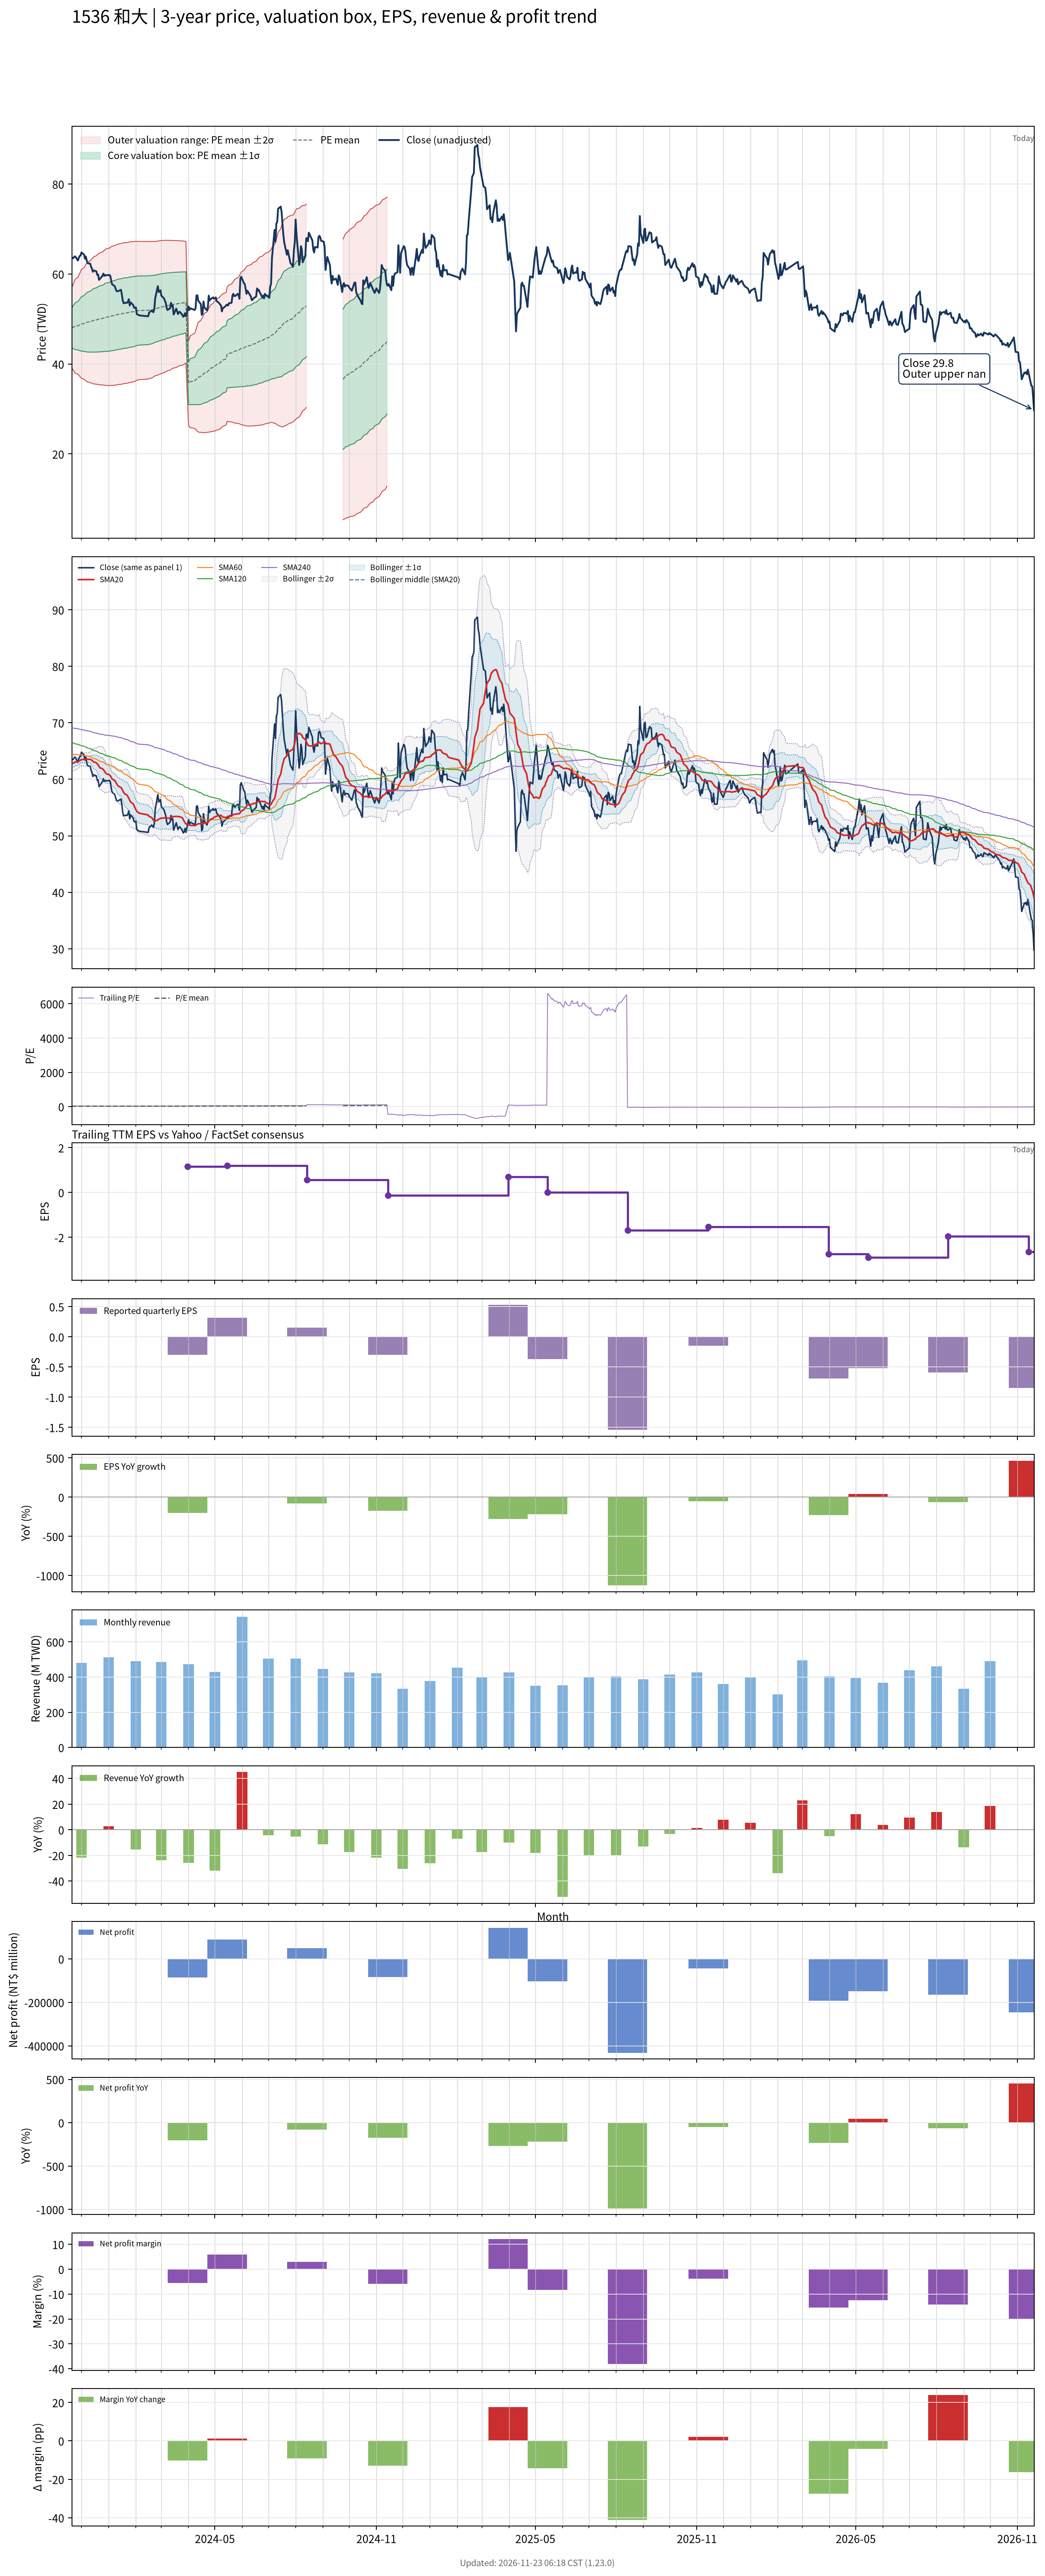 1536 和大 | 3-year price, valuation box, EPS, revenue & profit trend
Outer valuation range: PE mean ±2σ
PE mean
Close (unadjusted)
Core valuation box: PE mean ±1σ
Today
Price (TWD)
80
60
40
20
Close 29.8
Outer upper nan
Close (same as panel 1)
SMA20
SMA60
SMA120
SMA240
Bollinger ±2σ
Bollinger ±1σ
Bollinger middle (SMA20)
Price
90
80
70
60
50
40
30
Trailing P/E
P/E mean
P/E
6000
4000
2000
0
Trailing TTM EPS vs Yahoo / FactSet consensus
Today
EPS
2
0
-2
Reported quarterly EPS
EPS
0.5
0.0
-0.5
-1.0
-1.5
EPS YoY growth
YoY (%)
500
0
-500
-1000
Monthly revenue
Revenue (M TWD)
600
400
200
0
Revenue YoY growth
YoY (%)
40
20
0
-20
-40
Month
Net profit
Net profit (NT$ million)
0
-200000
-400000
Net profit YoY
YoY (%)
500
0
-500
-1000
Net profit margin
Margin (%)
10
0
-10
-20
-30
-40
Margin YoY change
Δ margin (pp)
20
0
-20
-40
2024-05
2024-11
2025-05
2025-11
2026-05
2026-11
Updated: 2026-11-23 06:18 CST (1.23.0)